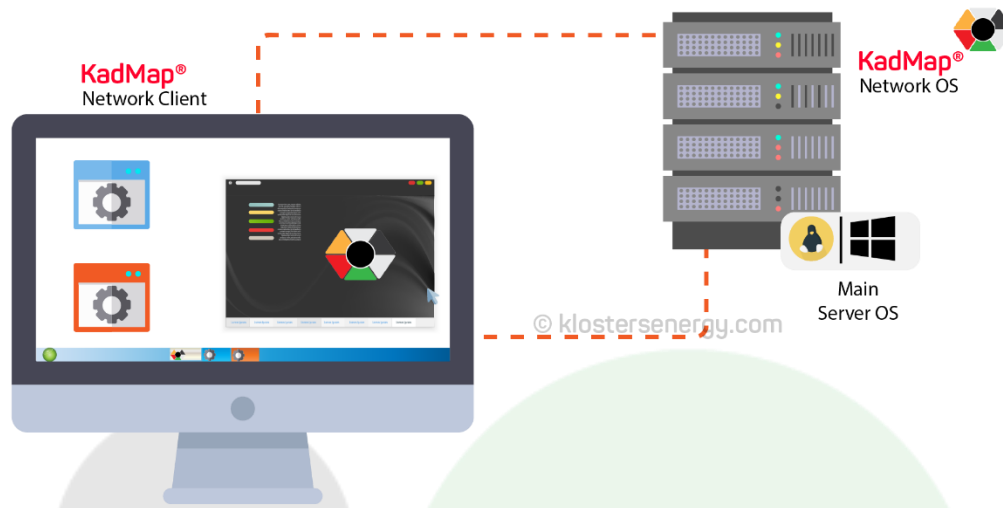 KadMap®
Network Client
KadMap®
Network OS
Main
Server OS
© klostersenergy.com